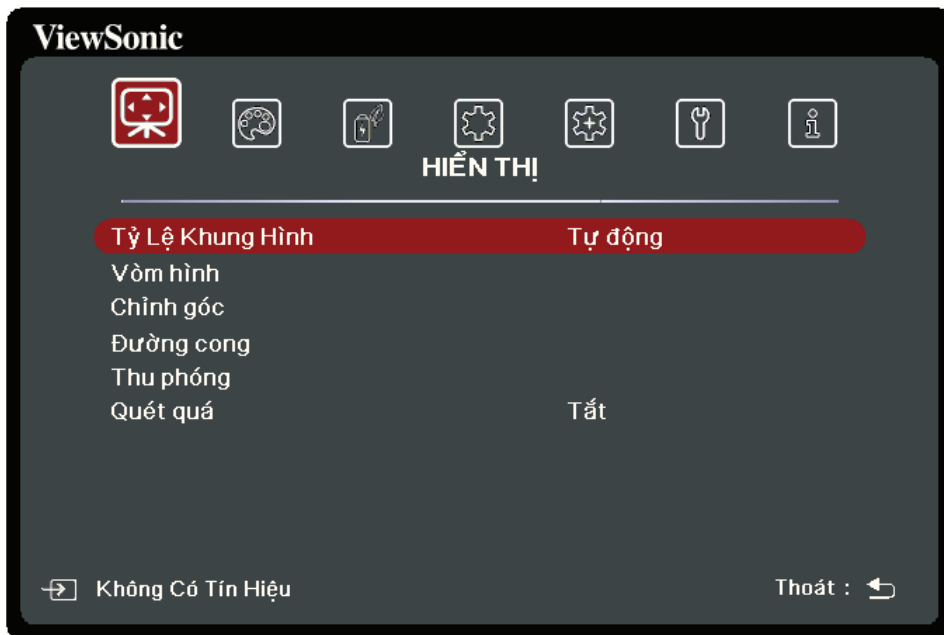 ViewSonic
HIỂN THỊ
Tỷ Lệ Khung Hình Tự động
Vòm hình
Chỉnh góc
Đường cong
Thu phóng
Quét quá Tắt
Không Có Tín Hiệu Thoát :